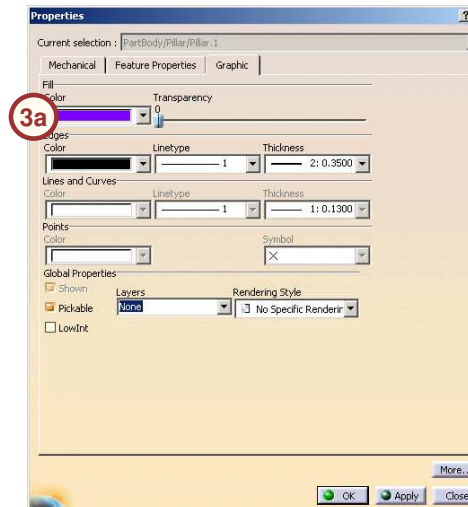 Properties ?
Current selection : PartBody/Pillar/Pillar.1
Mechanical Feature Properties Graphic
Fill
Color Transparency
0
3a
Edges
Color Linetype Thickness
1 2: 0.3500
Lines and Curves
Color Linetype Thickness
1 1: 0.1300
Points
Color Symbol
Global Properties
Shown Layers Rendering Style
Pickable None No Specific Renderir
LowInt
More..
OK Apply Close